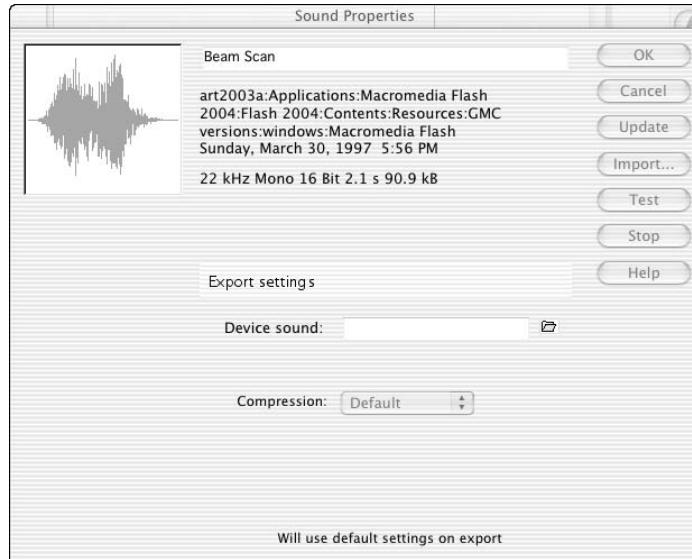 Sound Properties
Beam Scan
OK
art2003a:Applications:Macromedia Flash
2004:Flash 2004:Contents:Resources:GMC
versions:windows:Macromedia Flash
Sunday, March 30, 1997 5:56 PM
22 kHz Mono 16 Bit 2.1 s 90.9 kB
Cancel
Update
Import...
Test
Stop
Help
Export settings
Device sound:
Compression: Default
Will use default settings on export